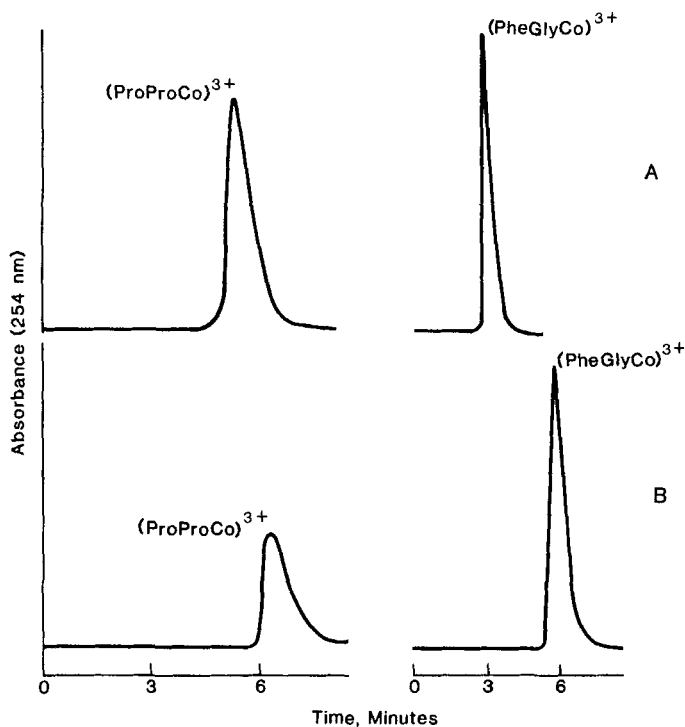 (PheGlyCo)3+
(ProProCo)3+
A
Absorbance (254 nm)
(PheGlyCo)3+
(ProProCo)3+
B
0 3 6 0 3 6
Time, Minutes